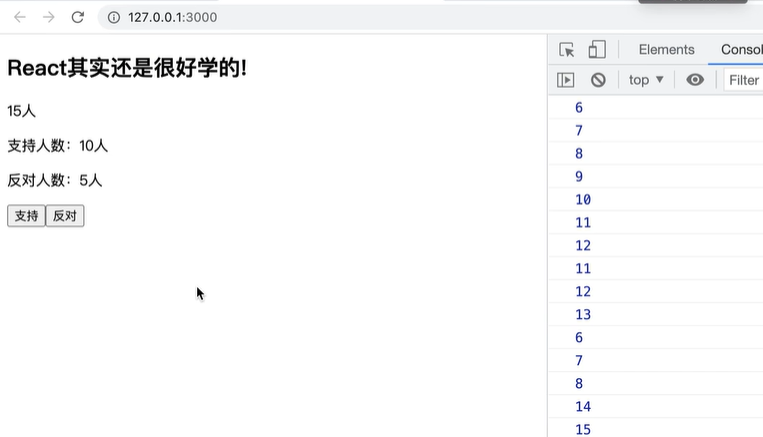 127.0.0.1:3000
React其实还是很好学的!
15人
支持人数：10人
反对人数：5人
支持 反对
Elements Consol
top ▼ Filter
6
7
8
9
10
11
12
11
12
13
6
7
8
14
15